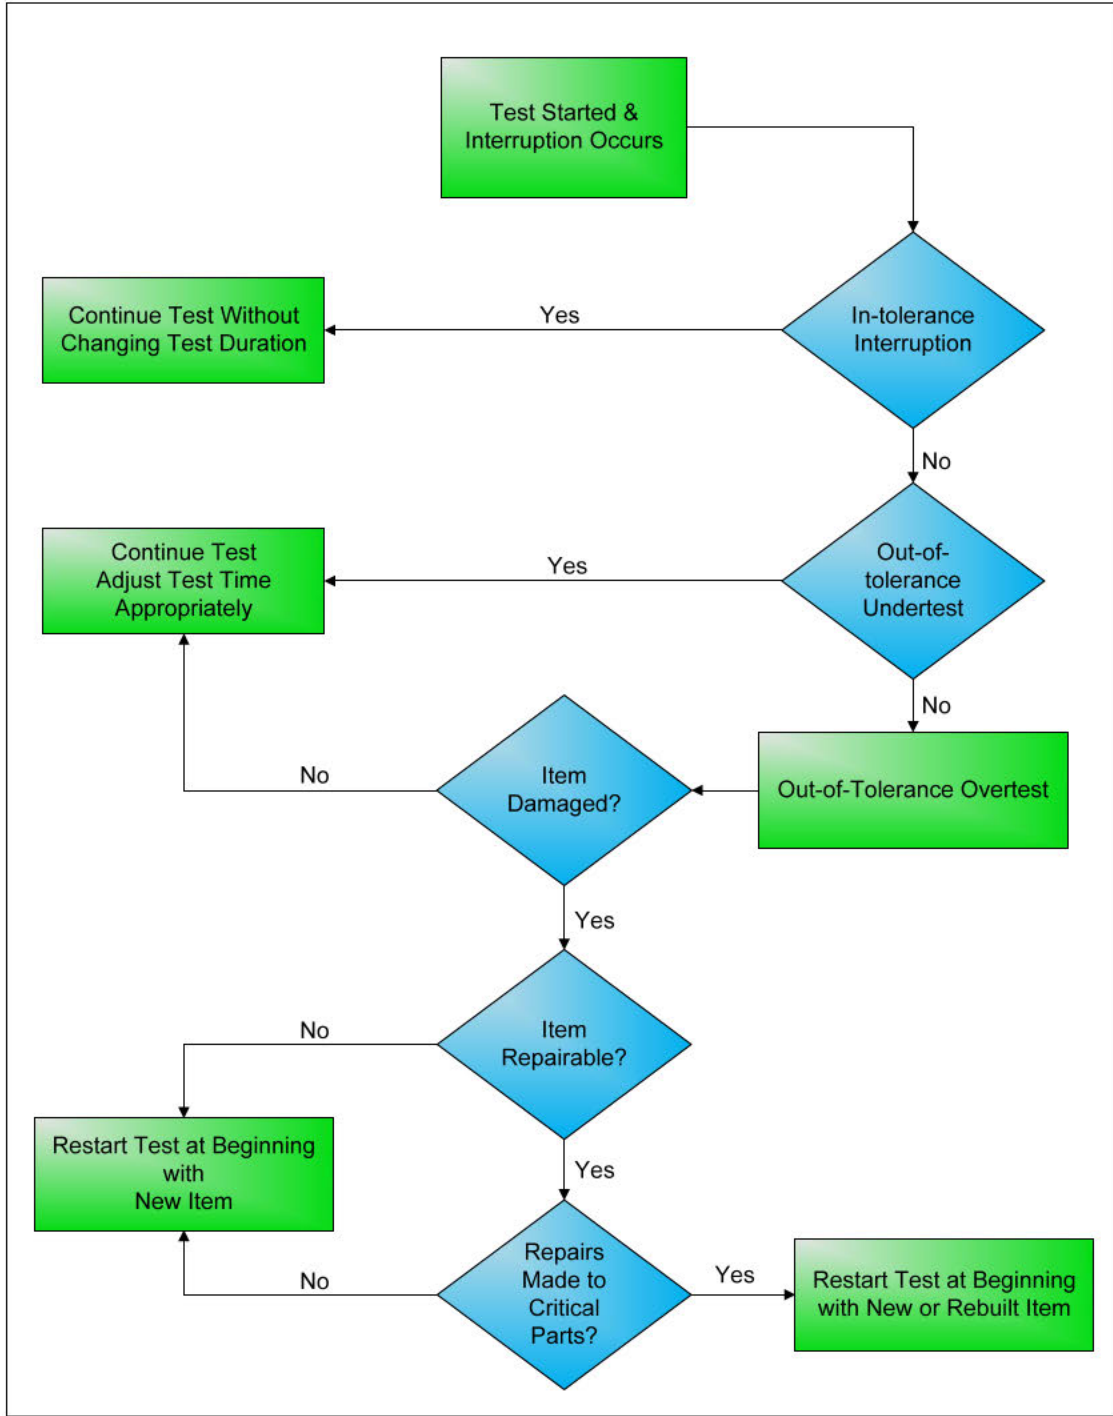 Test Started &
Interruption Occurs
Continue Test Without
Changing Test Duration
Yes
In-tolerance
Interruption
No
Continue Test
Adjust Test Time
Appropriately
Yes
Out-of-
tolerance
Undertest
No
No
Item
Damaged?
Out-of-Tolerance Overtest
Yes
No
Item
Repairable?
Restart Test at Beginning
with
New Item
Yes
No
Repairs
Made to
Critical
Parts?
Yes
Restart Test at Beginning
with New or Rebuilt Item